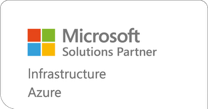 Microsoft
Solutions Partner
Infrastructure
Azure